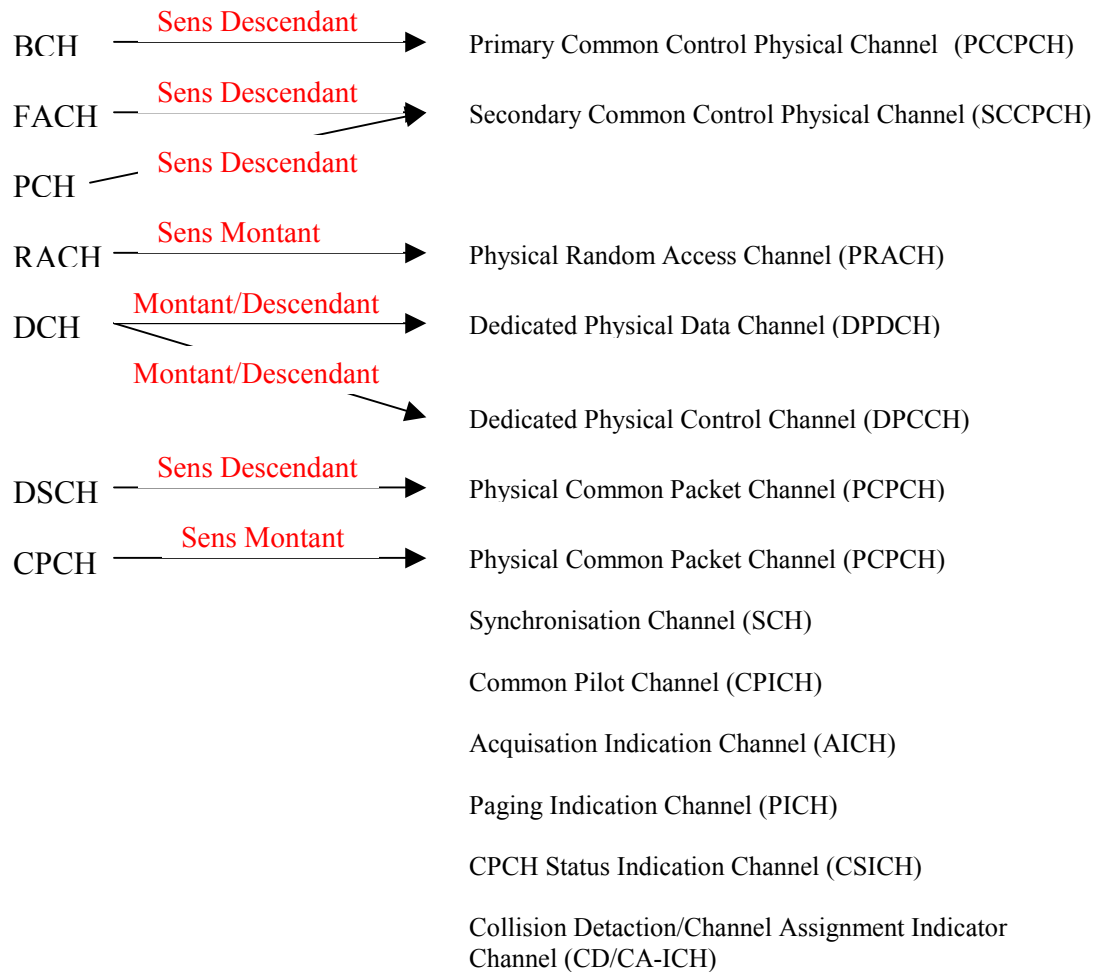 Sens Descendant
BCH
Primary Common Control Physical Channel (PCCPCH)
Sens Descendant
FACH
Secondary Common Control Physical Channel (SCCPCH)
Sens Descendant
PCH
Sens Montant
RACH
Physical Random Access Channel (PRACH)
Montant/Descendant
DCH
Dedicated Physical Data Channel (DPDCH)
Montant/Descendant
Dedicated Physical Control Channel (DPCCH)
Sens Descendant
DSCH
Physical Common Packet Channel (PCPCH)
Sens Montant
CPCH
Physical Common Packet Channel (PCPCH)
Synchronisation Channel (SCH)
Common Pilot Channel (CPICH)
Acquisation Indication Channel (AICH)
Paging Indication Channel (PICH)
CPCH Status Indication Channel (CSICH)
Collision Detection/Channel Assignment Indicator
Channel (CD/CA-ICH)